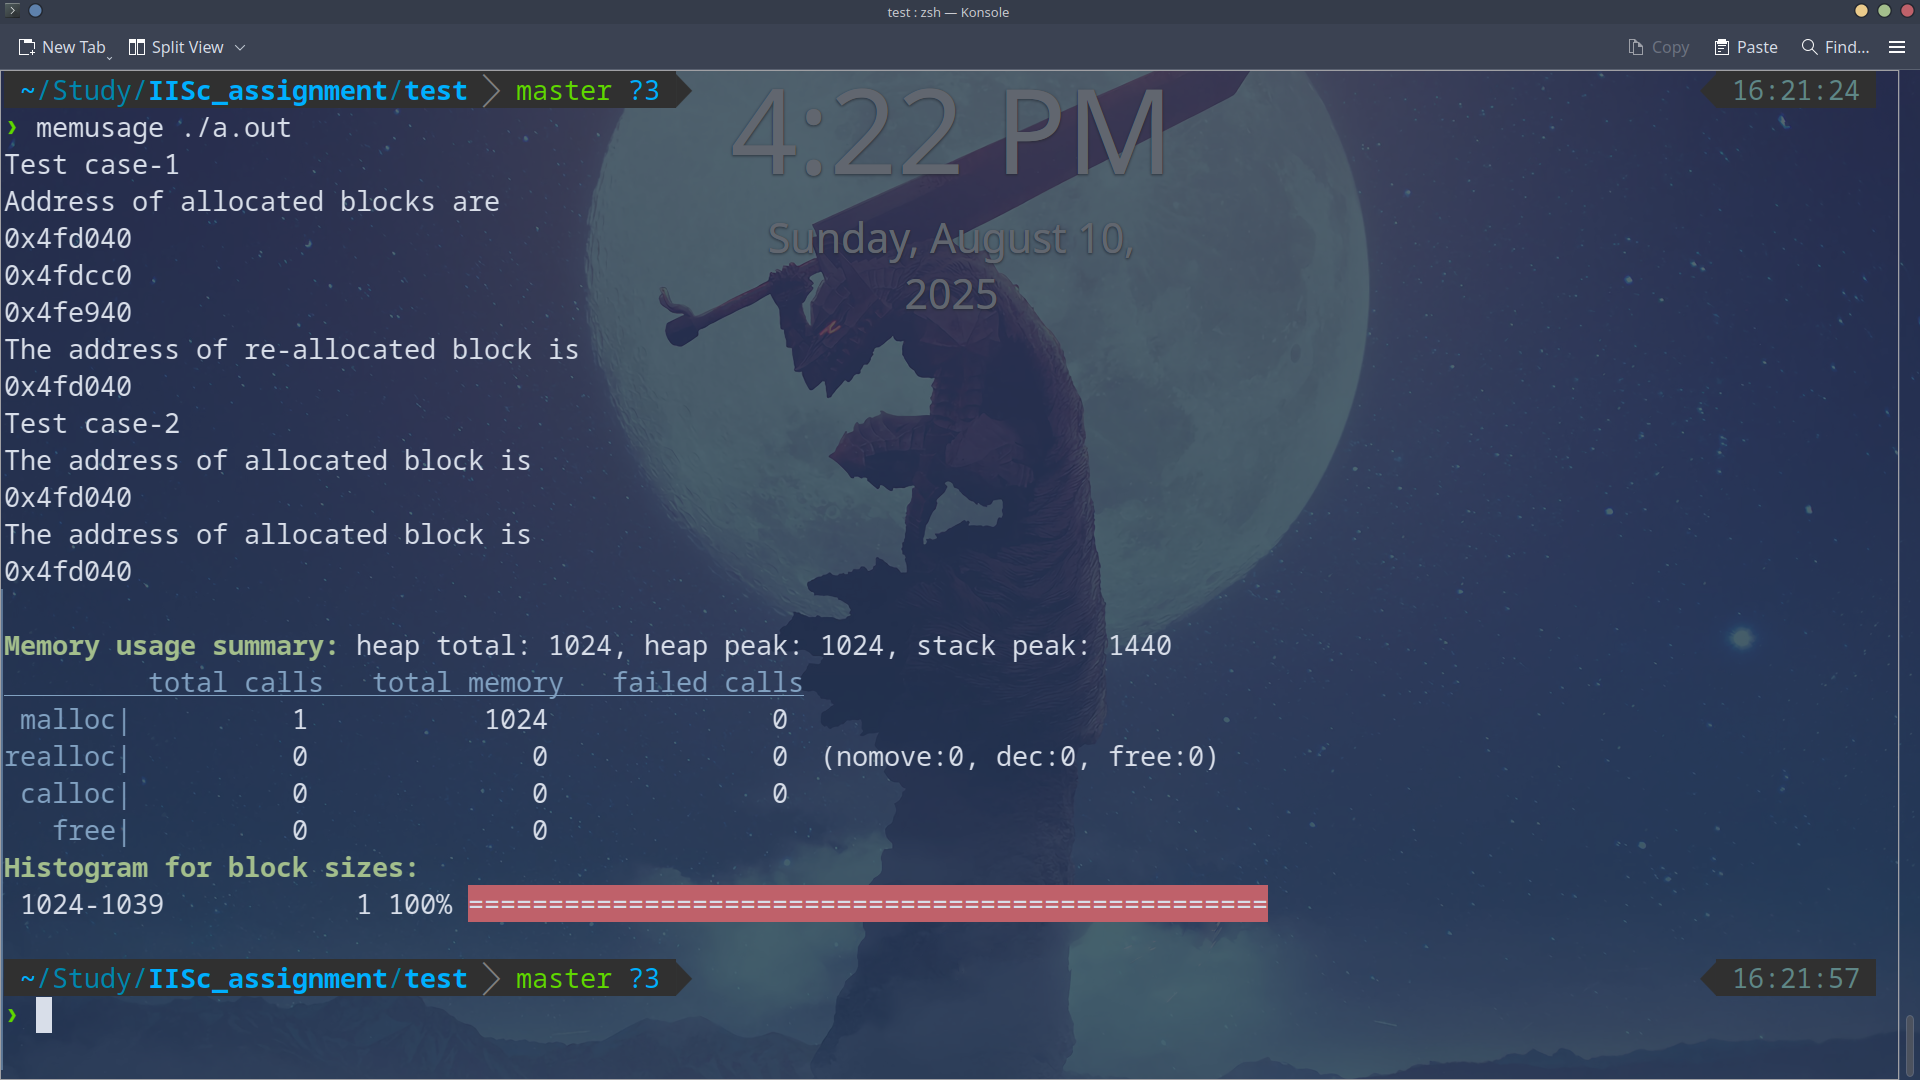 test : zsh — Konsole
New Tab Split View Copy Paste Find...
~/Study/IISc_assignment/test master ?3 16:21:24
❯ memusage ./a.out
Test case-1
Address of allocated blocks are
0x4fd040
0x4fdcc0
0x4fe940
The address of re-allocated block is
0x4fd040
Test case-2
The address of allocated block is
0x4fd040
The address of allocated block is
0x4fd040
4:22 PM
Sunday, August 10,
2025
Memory usage summary: heap total: 1024, heap peak: 1024, stack peak: 1440
total calls total memory failed calls
malloc| 1 1024 0
realloc| 0 0 0 (nomove:0, dec:0, free:0)
calloc| 0 0 0
free| 0 0
Histogram for block sizes:
1024-1039 1 100% ==================================================
~/Study/IISc_assignment/test master ?3 16:21:57
❯